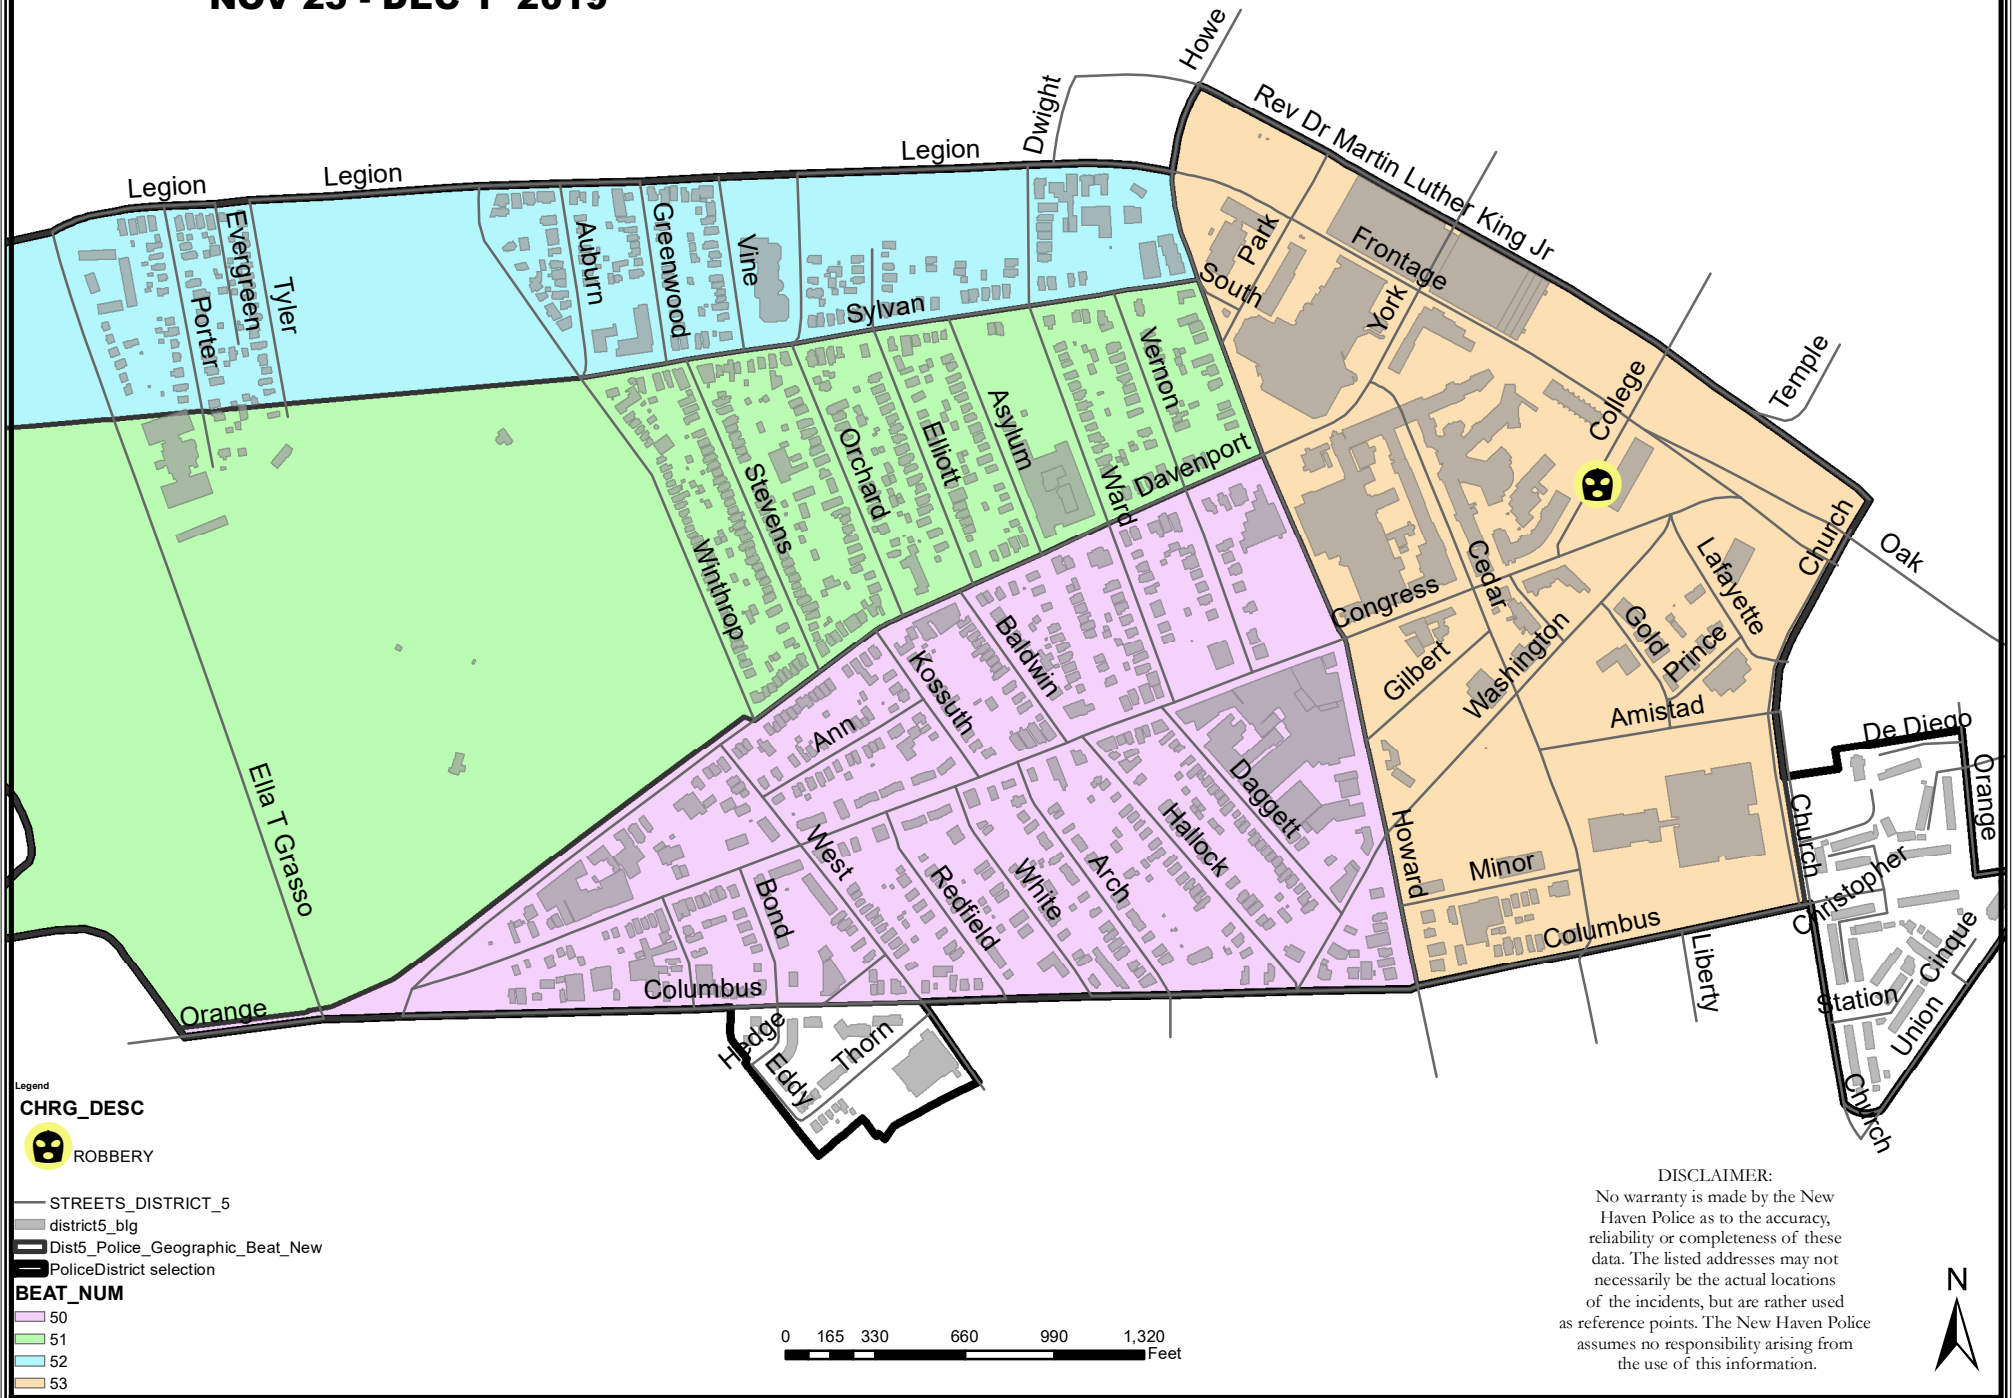 NOV 25 - DEC 1 2019
Howe
Dwight
Rev Dr Martin Luther King Jr
Legion
Legion
Legion
Evergreen
Porter
Tyler
Auburn
Greenwood
Vine
Sylvan
Park
South
Frontage
York
College
Temple
Vernon
Asylum
Elliott
Orchard
Stevens
Winthrop
Ward
Davenport
Church
Oak
Cedar
Congress
Lafayette
Gold
Prince
Washington
Gilbert
Amistad
Baldwin
Kossuth
Ann
Ella T Grasso
De Diego
Orange
Daggett
Hallock
Arch
White
Redfield
West
Bond
Howard
Minor
Church
Christopher
Columbus
Columbus
Liberty
Cinque
Station
Union
Orange
Hedge
Eddy
Thorn
Church
Legend
CHRG_DESC
ROBBERY
STREETS_DISTRICT_5
district5_blg
Dist5_Police_Geographic_Beat_New
PoliceDistrict selection
BEAT_NUM
50
51
52
53
0 165 330 660 990 1,320
Feet
DISCLAIMER:
No warranty is made by the New
Haven Police as to the accuracy,
reliability or completeness of these
data. The listed addresses may not
necessarily be the actual locations
of the incidents, but are rather used
as reference points. The New Haven Police
assumes no responsibility arising from
the use of this information.
N